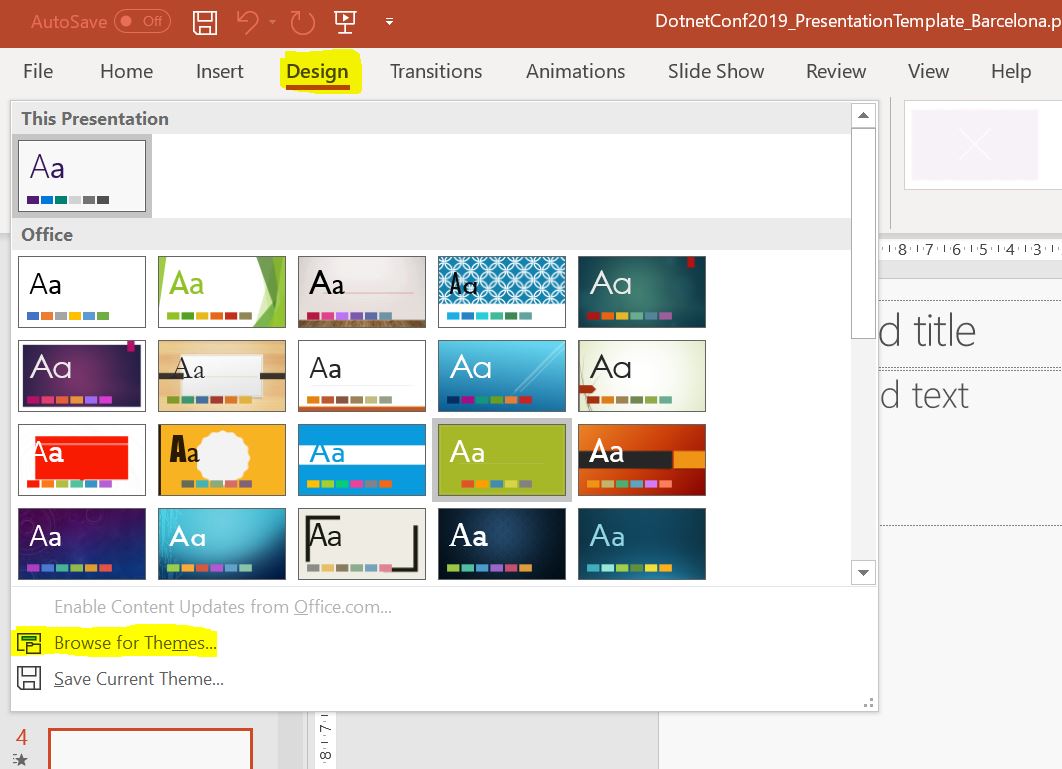 AutoSave Off DotnetConf2019_PresentationTemplate_Barcelona.p
File Home Insert Design Transitions Animations Slide Show Review View Help
This Presentation
Aa
Office
Aa Aa Aa Aa Aa
Aa Aa Aa Aa Aa
Aa Aa Aa Aa Aa
Aa Aa Aa Aa Aa
Enable Content Updates from Office.com...
Browse for Themes...
Save Current Theme...
8 7 6 5 4 3
d title
d text
4
8 7